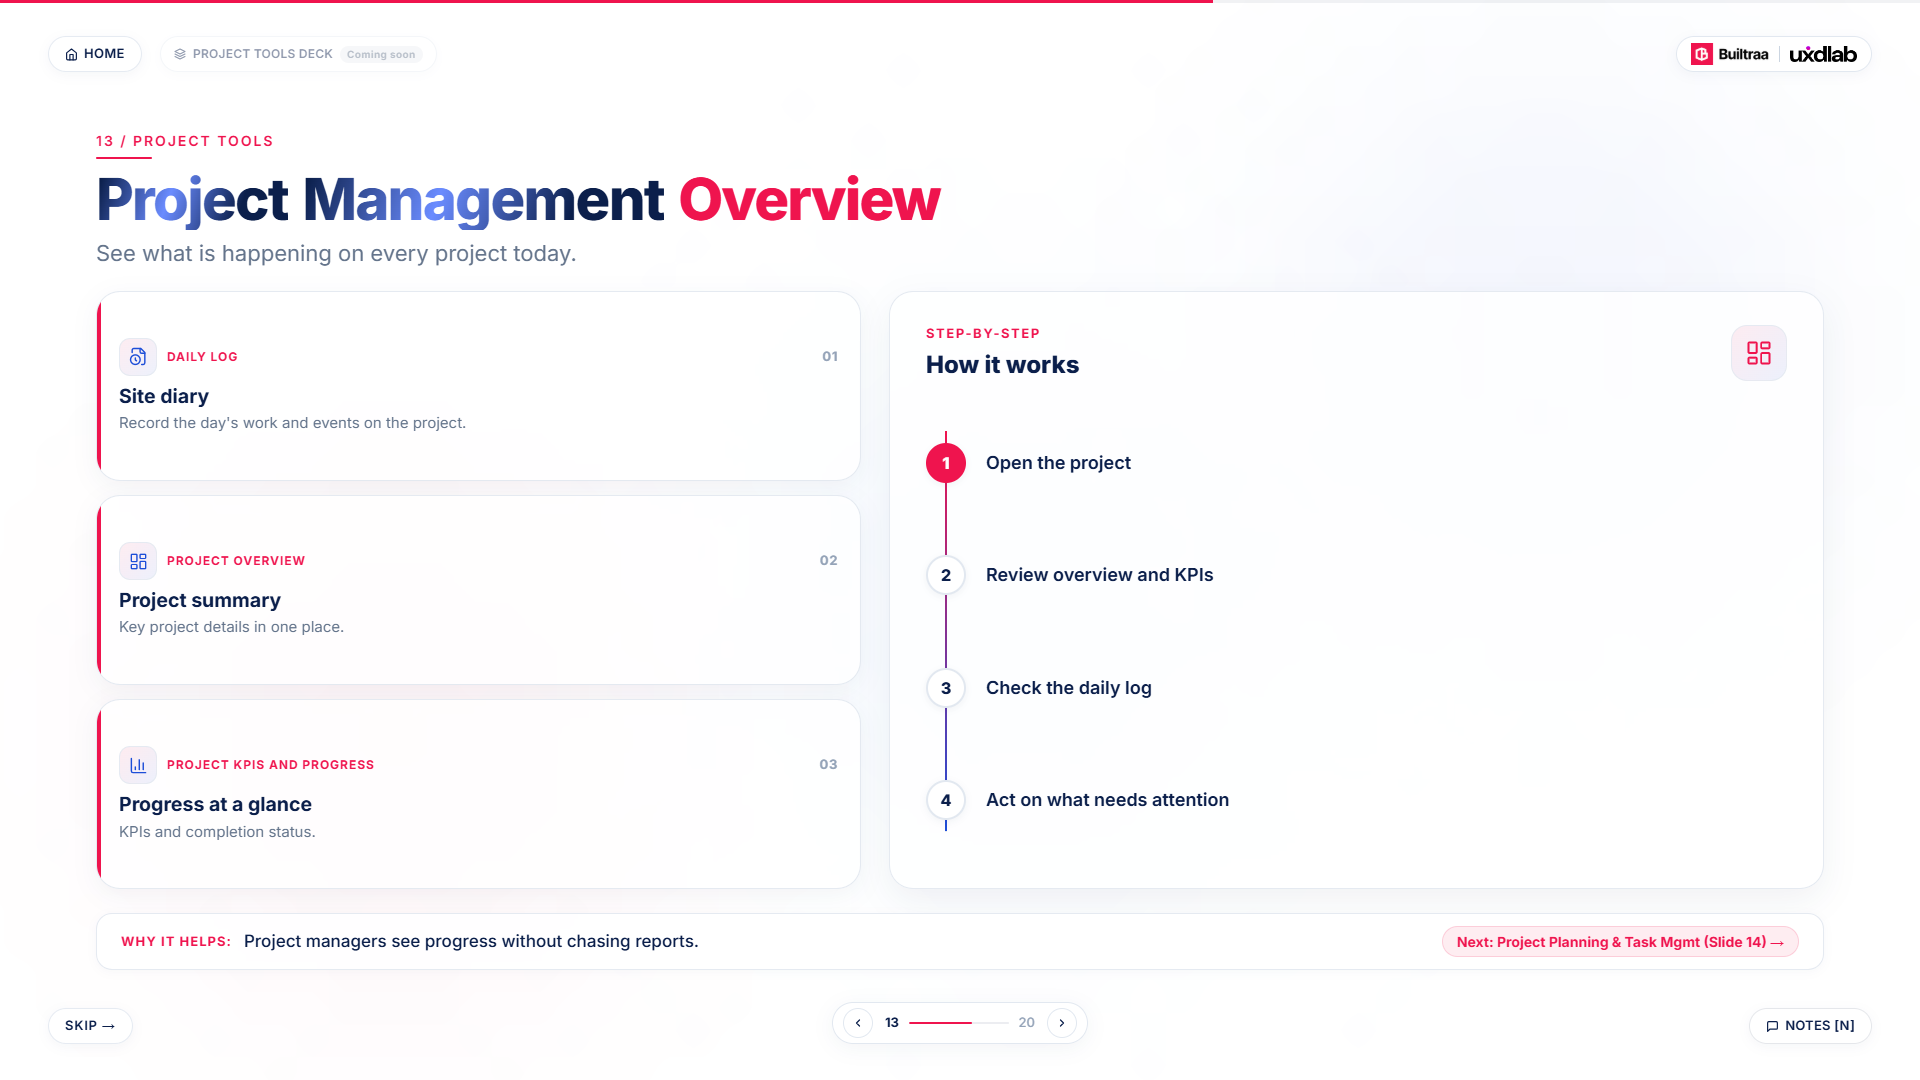 HOME
PROJECT TOOLS DECK Coming soon
Builtraa uxdlab
13 / PROJECT TOOLS
Project Management Overview
See what is happening on every project today.
DAILY LOG 01
Site diary
Record the day's work and events on the project.
PROJECT OVERVIEW 02
Project summary
Key project details in one place.
PROJECT KPIS AND PROGRESS 03
Progress at a glance
KPIs and completion status.
STEP-BY-STEP
How it works
1 Open the project
2 Review overview and KPIs
3 Check the daily log
4 Act on what needs attention
WHY IT HELPS: Project managers see progress without chasing reports.
Next: Project Planning & Task Mgmt (Slide 14) →
SKIP →
13 20
NOTES [N]